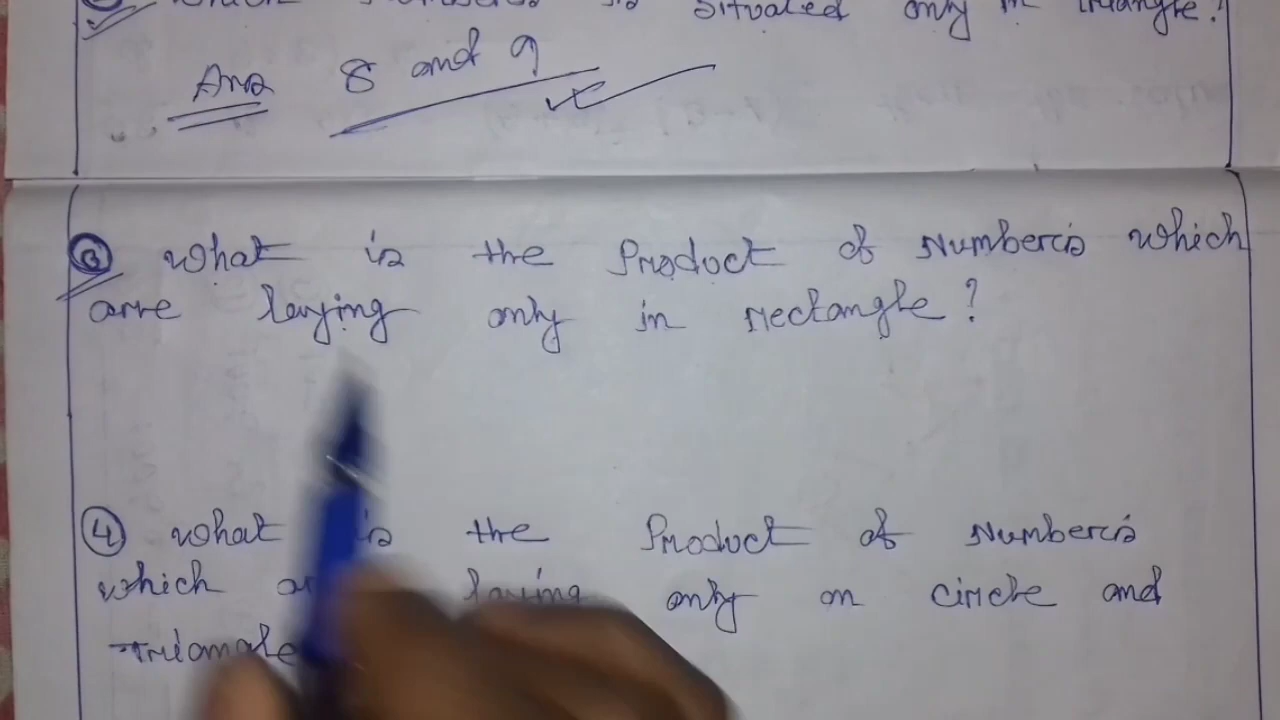 situated only in triangle?
Ans 8 and 9
3 What is the Product of Numbers which
are laying only in rectangle?
4 What is the Product of Numbers
which laying only on circle and
Triangle